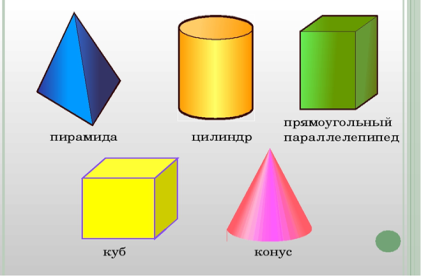 пирамида
цилиндр
прямоугольный
параллелепипед
куб
конус